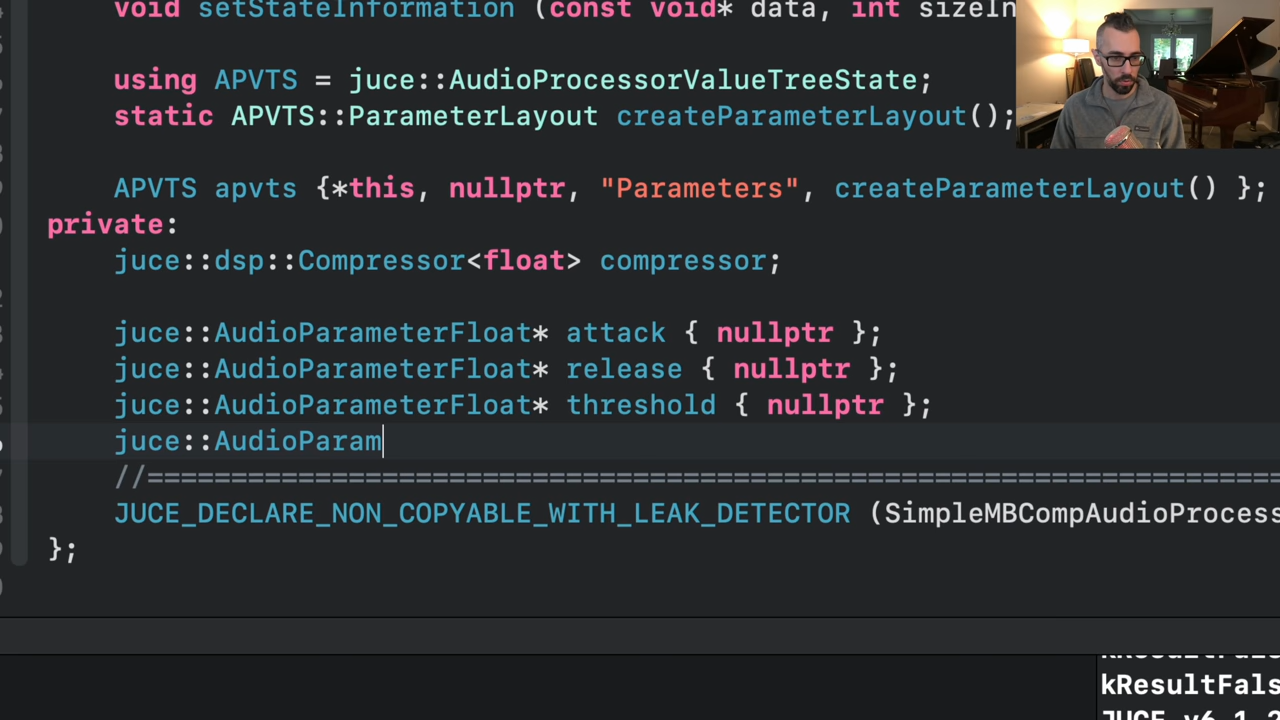 void setStateInformation (const void* data, int sizeIn
using APVTS = juce::AudioProcessorValueTreeState;
static APVTS::ParameterLayout createParameterLayout();
APVTS apvts {*this, nullptr, "Parameters", createParameterLayout() };
private:
juce::dsp::Compressor<float> compressor;
juce::AudioParameterFloat* attack { nullptr };
juce::AudioParameterFloat* release { nullptr };
juce::AudioParameterFloat* threshold { nullptr };
juce::AudioParam
//====================================================================
JUCE_DECLARE_NON_COPYABLE_WITH_LEAK_DETECTOR (SimpleMBCompAudioProcess
};
kResultFals